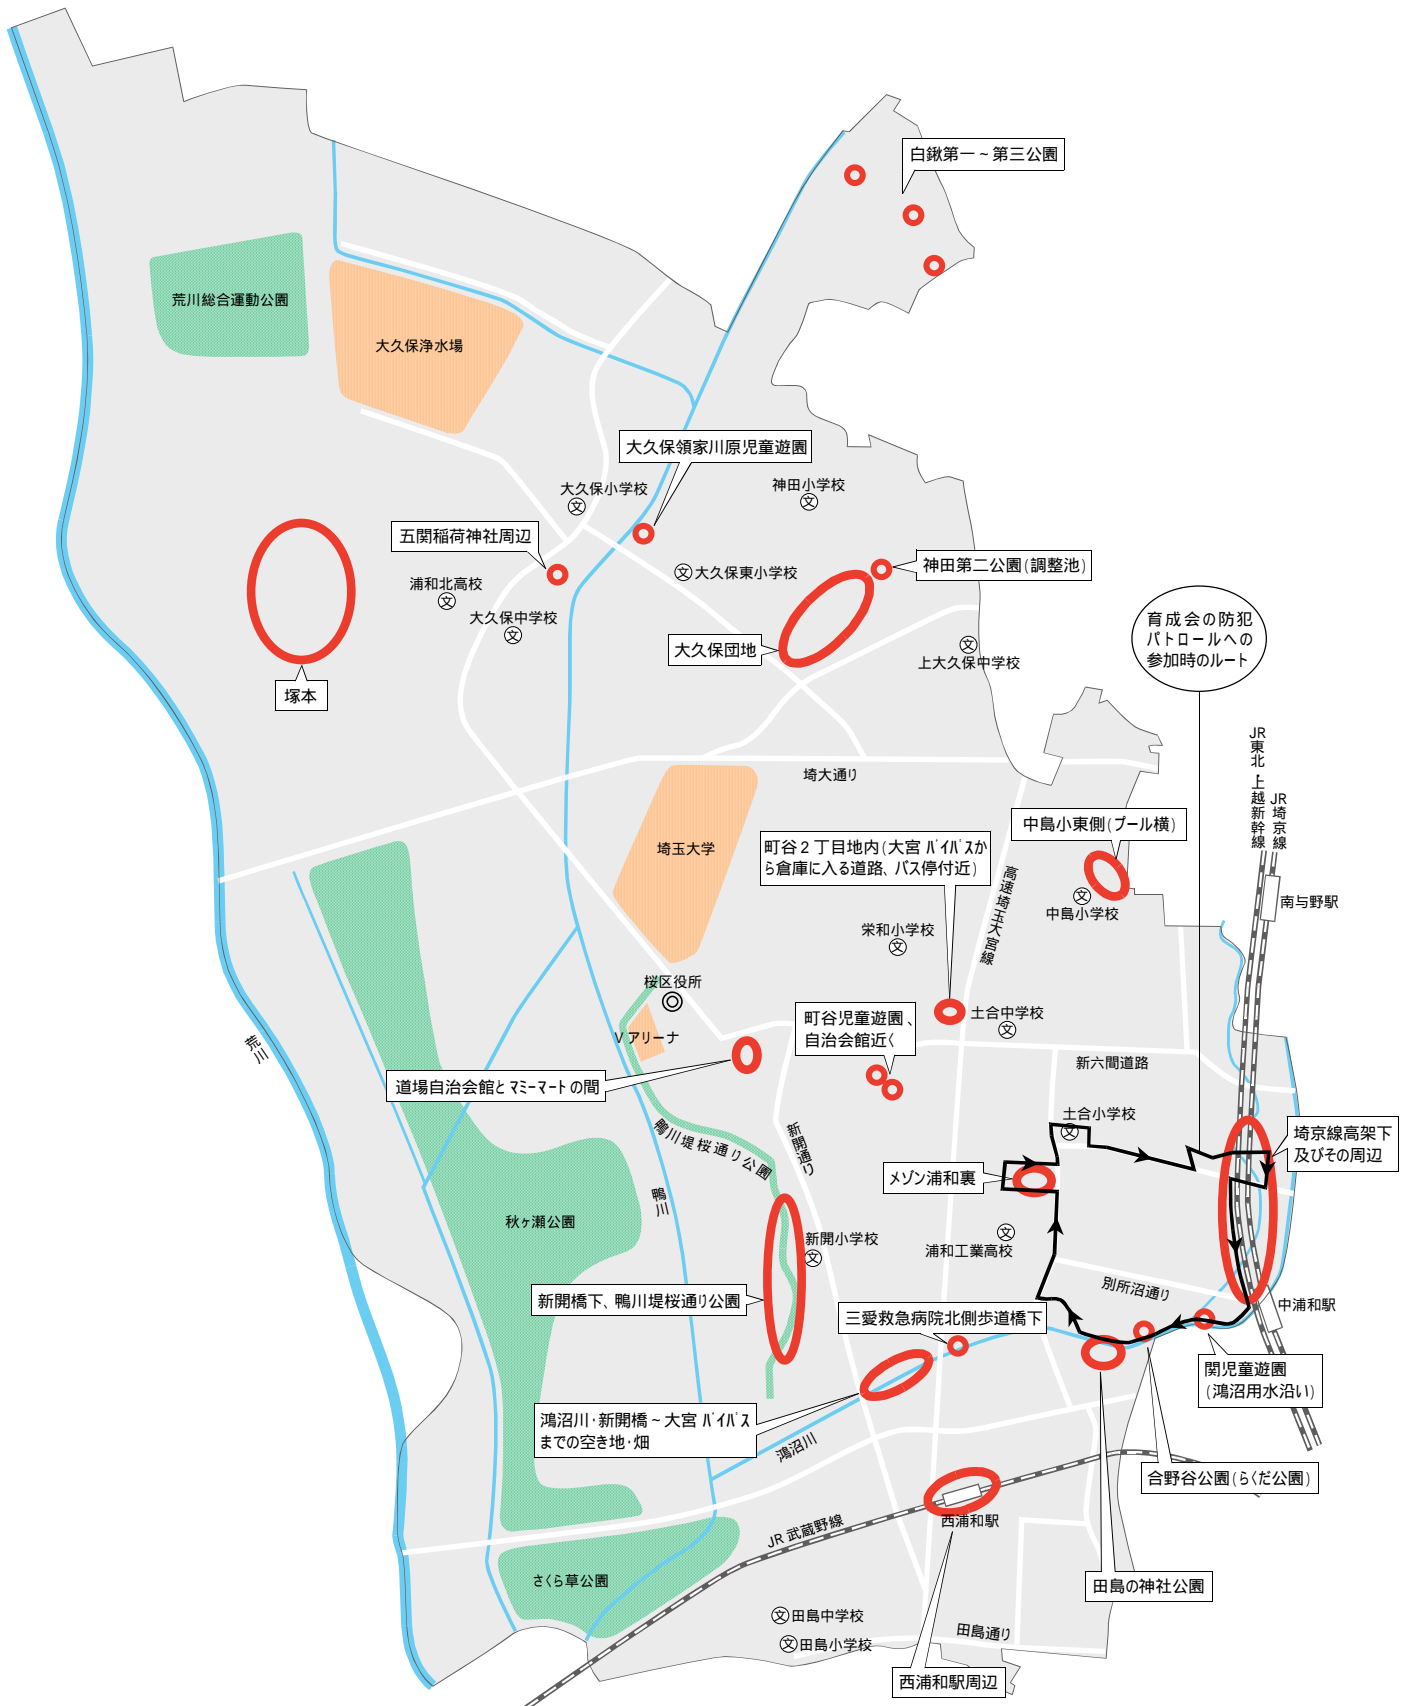 白鍬第一～第三公園
荒川総合運動公園
大久保浄水場
大久保領家川原児童遊園
大久保小学校
文
神田小学校
文
五関稲荷神社周辺
神田第二公園(調整池)
文
大久保東小学校
浦和北高校
文
大久保中学校
文
育成会の防犯
パトロールへの
参加時のルート
大久保団地
文
上大久保中学校
塚本
JR東北・上越新幹線
JR埼京線
埼大通り
中島小東側(プール横)
埼玉大学
町谷２丁目地内(大宮バイパスか
ら倉庫に入る道路、バス停付近)
高速埼玉大宮線
文
中島小学校
南与野駅
栄和小学校
文
桜区役所
Vアリーナ
町谷児童遊園、
自治会館近く
土合中学校
文
荒川
新六間道路
道場自治会館とマミーマートの間
土合小学校
文
鴨川堤桜通り公園
新開通り
埼京線高架下
及びその周辺
メゾン浦和裏
鴨川
秋ヶ瀬公園
新開小学校
文
文
浦和工業高校
別所沼通り
新開橋下、鴨川堤桜通り公園
三愛救急病院北側歩道橋下
中浦和駅
関児童遊園
(鴻沼用水沿い)
鴻沼川・新開橋～大宮バイパス
までの空き地・畑
鴻沼川
合野谷公園(らくだ公園)
JR武蔵野線
西浦和駅
さくら草公園
田島の神社公園
文
田島中学校
文
田島小学校
田島通り
西浦和駅周辺